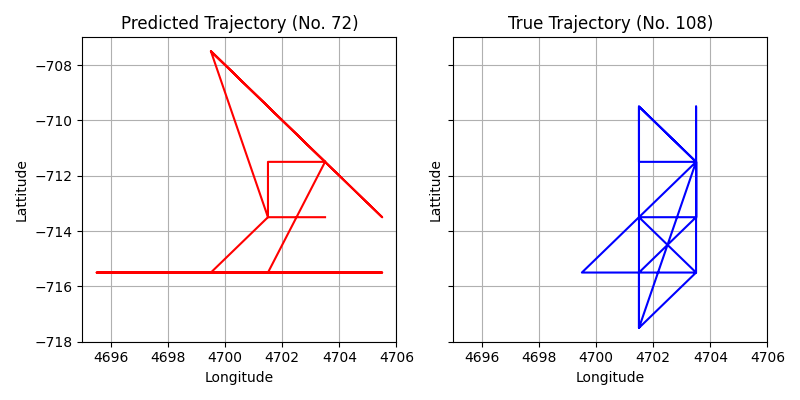 Predicted Trajectory (No. 72)
True Trajectory (No. 108)
Lattitude
−708
−710
−712
−714
−716
−718
4696 4698 4700 4702 4704 4706
Longitude
Lattitude
4696 4698 4700 4702 4704 4706
Longitude